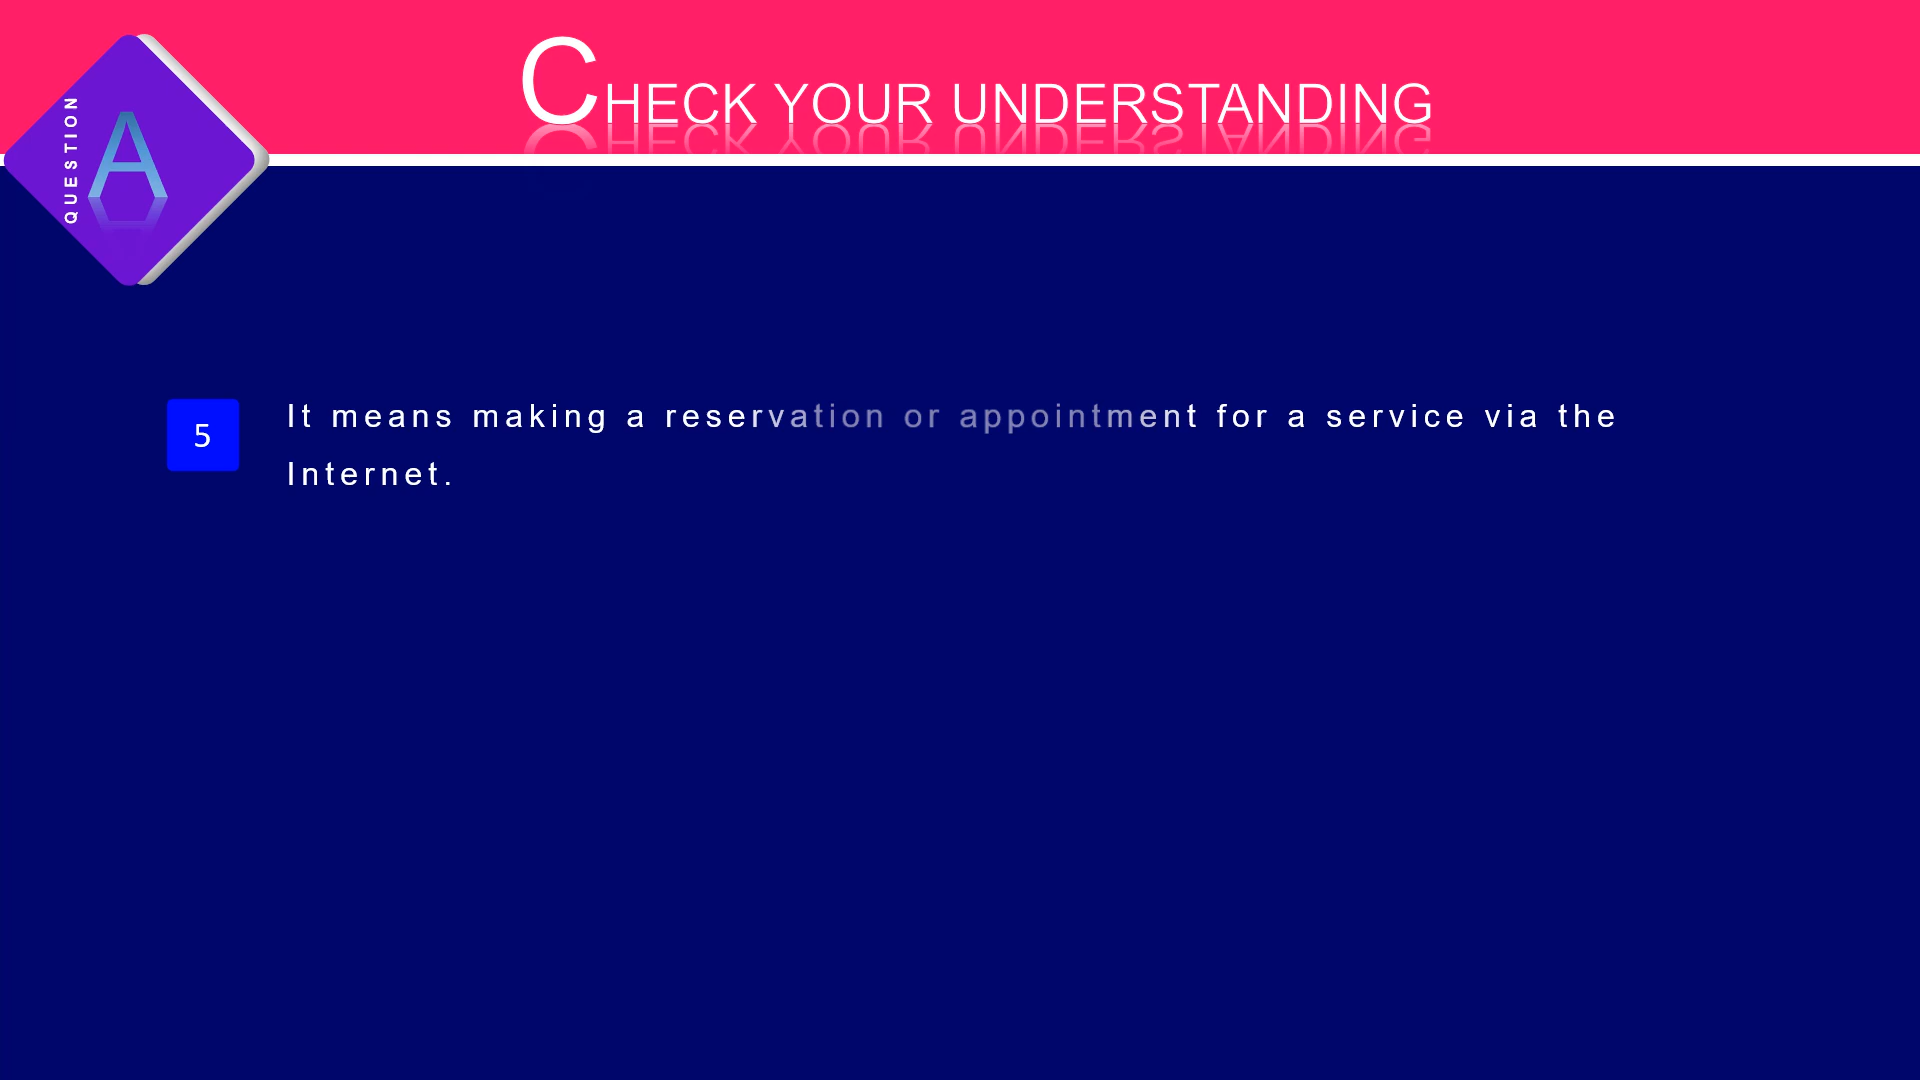 CHECK YOUR UNDERSTANDING
QUESTION
A
5
It means making a reservation or appointment for a service via the
Internet.